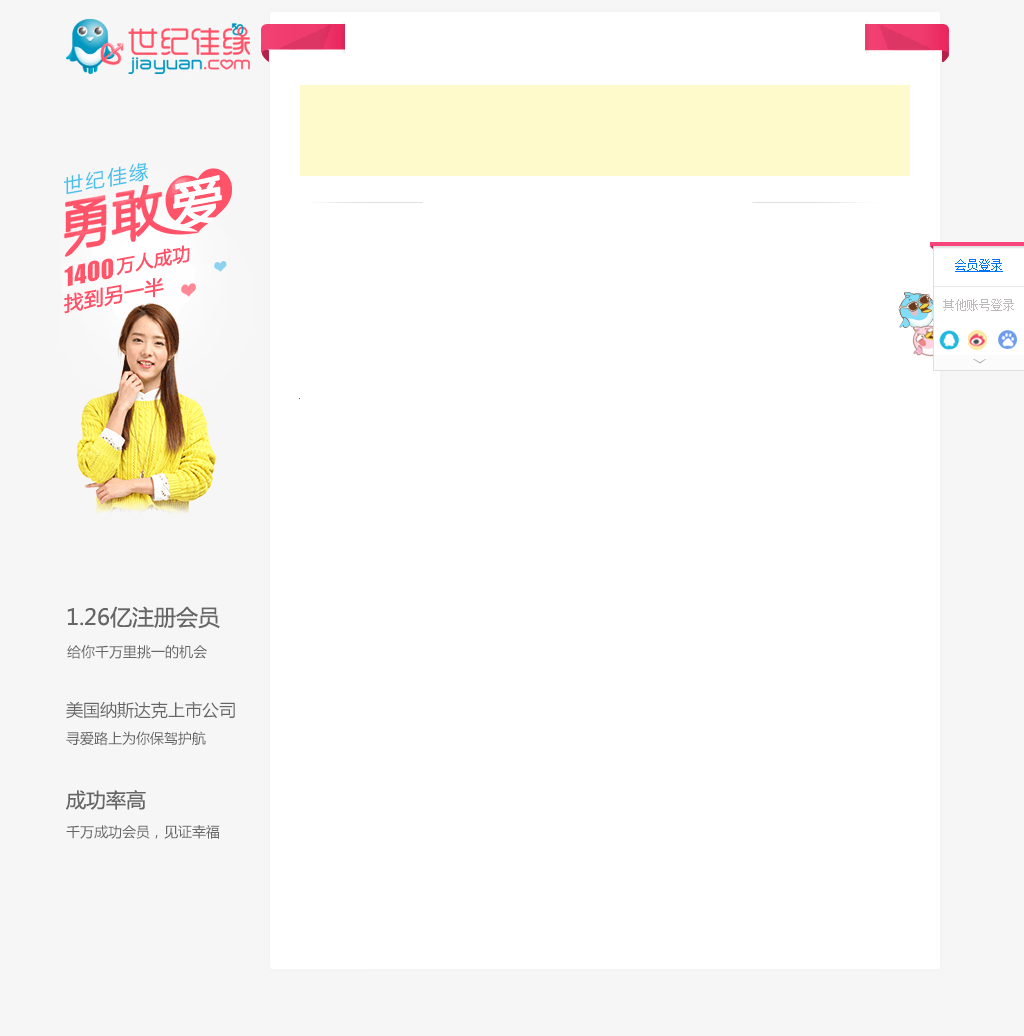 世纪佳缘
jiayuan.com
世纪佳缘
勇敢爱
1400万人成功
找到另一半
会员登录
其他账号登录
1.26亿注册会员
给你千万里挑一的机会
美国纳斯达克上市公司
寻爱路上为你保驾护航
成功率高
千万成功会员，见证幸福